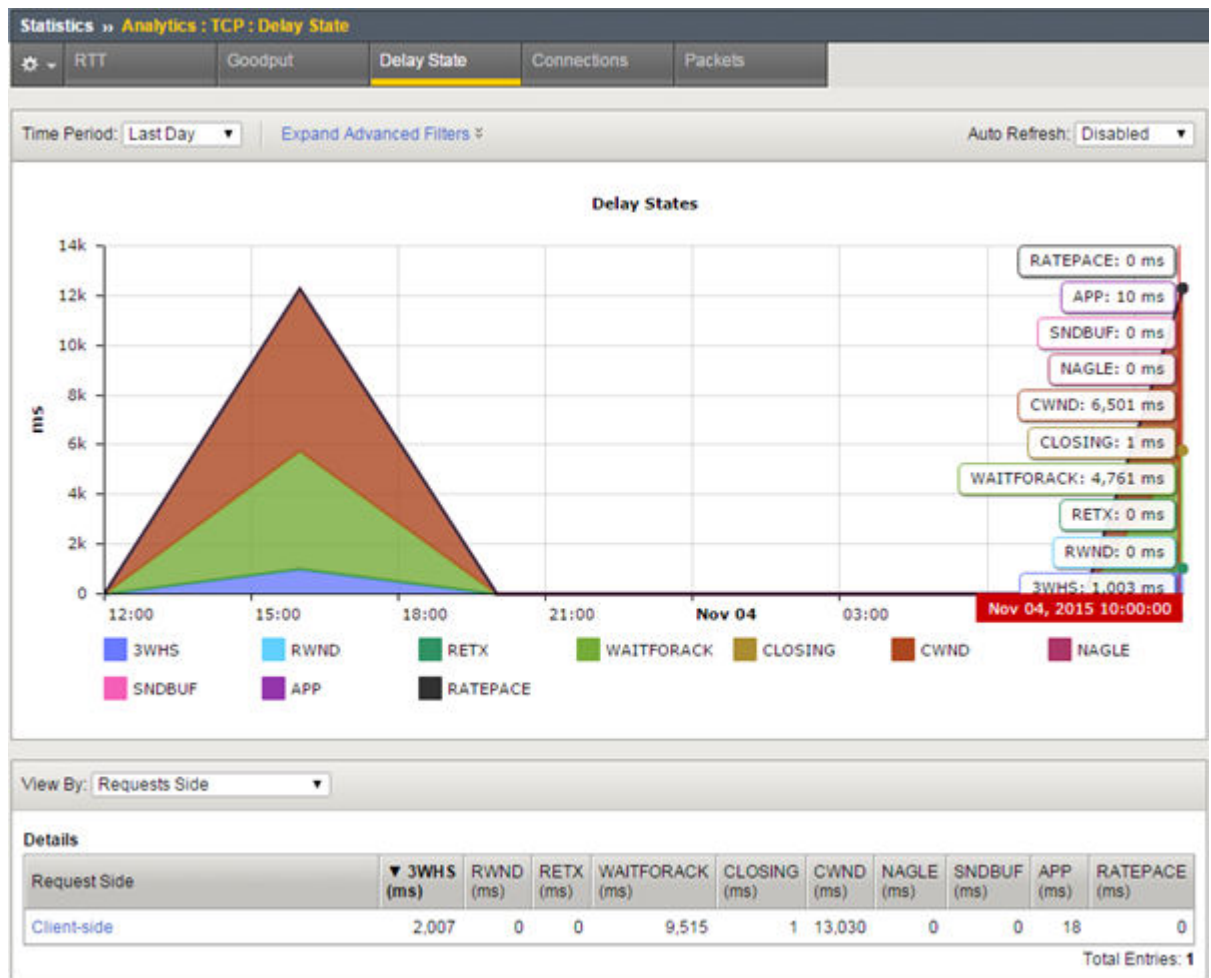 Statistics » Analytics : TCP : Delay State
RTT Goodput Delay State Connections Packets
Time Period: Last Day Expand Advanced Filters Auto Refresh: Disabled
Delay States
ms
14k
12k
10k
8k
6k
4k
2k
0
RATEPACE: 0 ms
APP: 10 ms
SNDBUF: 0 ms
NAGLE: 0 ms
CWND: 6,501 ms
CLOSING: 1 ms
WAITFORACK: 4,761 ms
RETX: 0 ms
RWND: 0 ms
3WHS: 1,003 ms
12:00 15:00 18:00 21:00 Nov 04 03:00 Nov 04, 2015 10:00:00
3WHS RWND RETX WAITFORACK CLOSING CWND NAGLE
SNDBUF APP RATEPACE
View By: Requests Side
Details
Request Side ▼ 3WHS (ms) RWND (ms) RETX (ms) WAITFORACK (ms) CLOSING (ms) CWND (ms) NAGLE (ms) SNDBUF (ms) APP (ms) RATEPACE (ms)
Client-side 2,007 0 0 9,515 1 13,030 0 0 18 0
Total Entries: 1